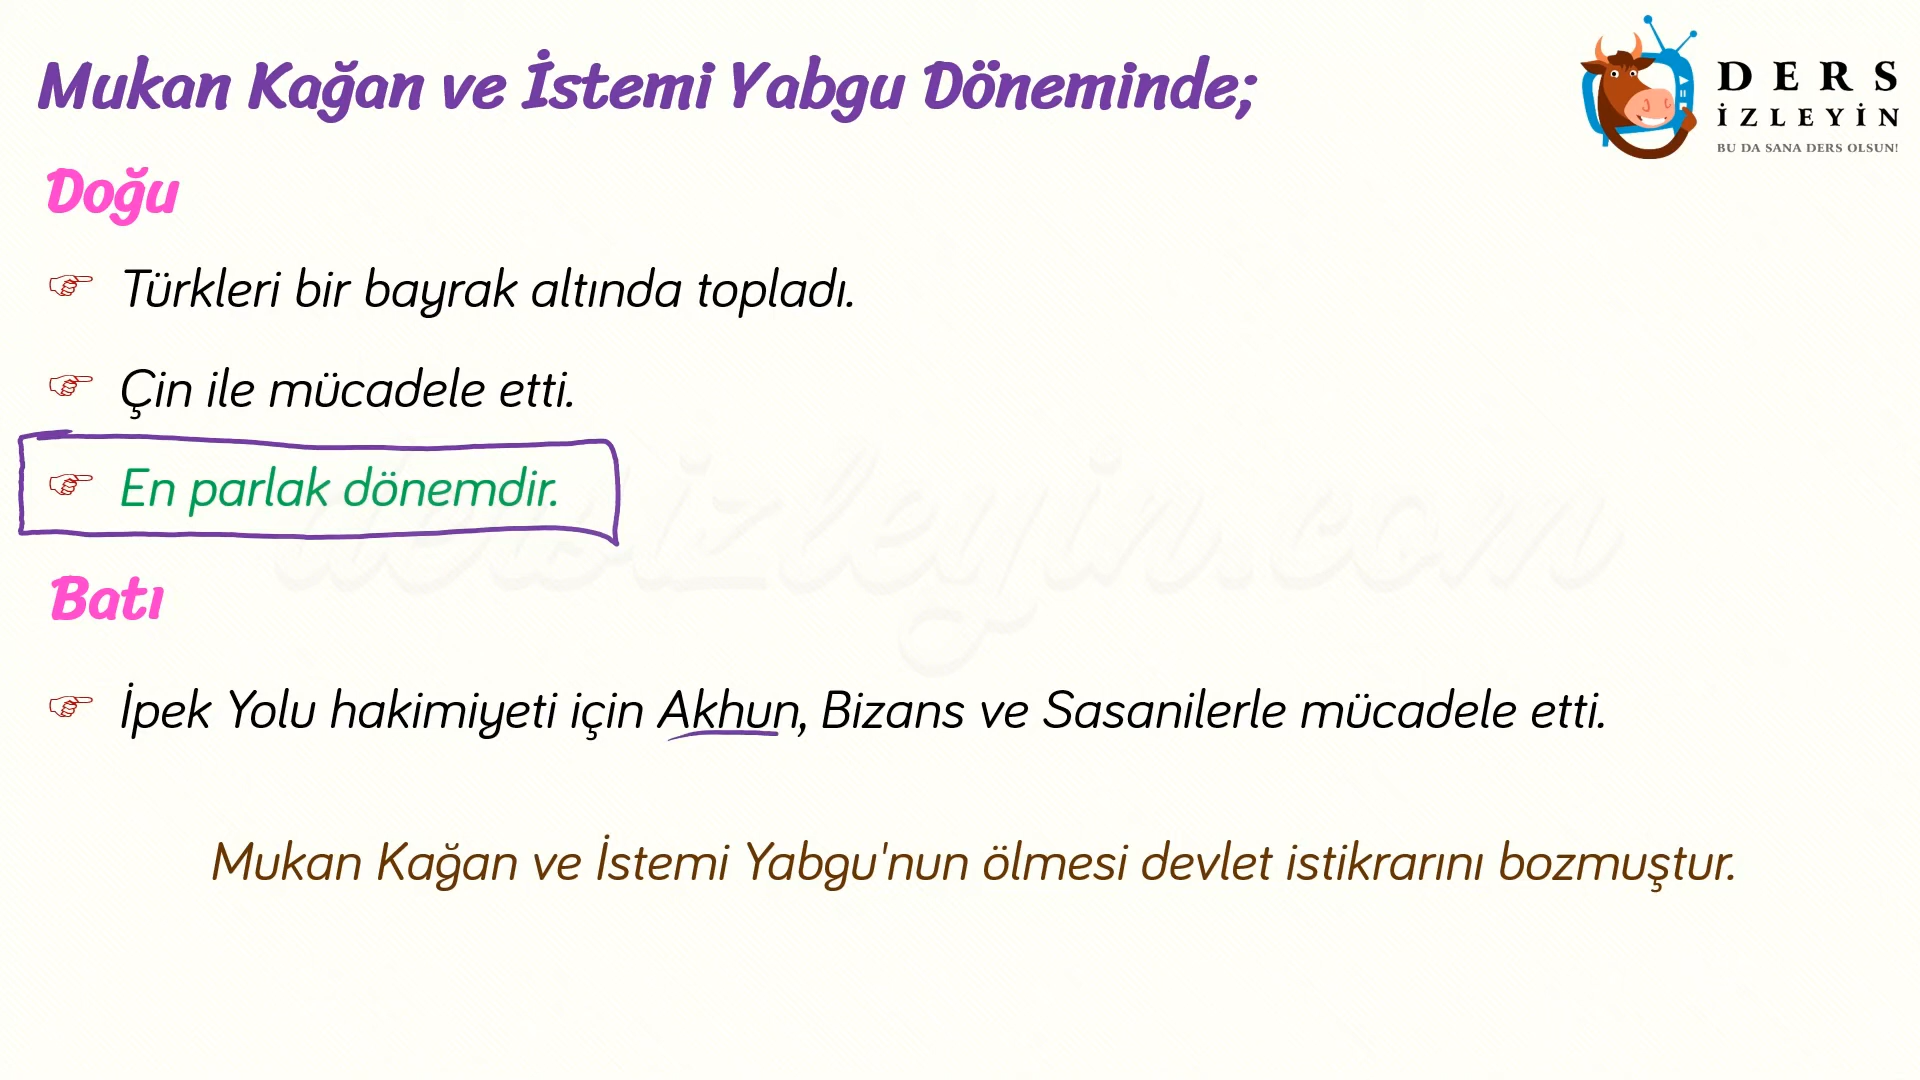 Mukan Kağan ve İstemi Yabgu Döneminde;
DERS
İZLEYİN
BU DA SANA DERS OLSUN!
Doğu
☞ Türkleri bir bayrak altında topladı.
☞ Çin ile mücadele etti.
☞ En parlak dönemdir.
dersizleyin.com
Batı
☞ İpek Yolu hakimiyeti için Akhun, Bizans ve Sasanilerle mücadele etti.
Mukan Kağan ve İstemi Yabgu'nun ölmesi devlet istikrarını bozmuştur.